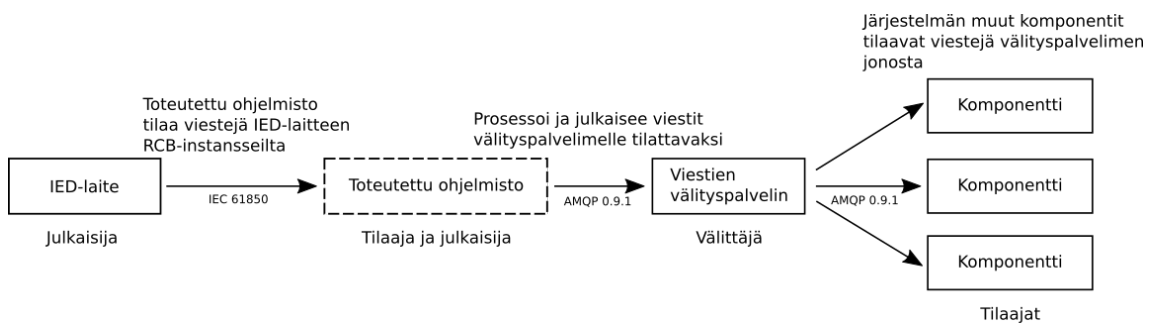 Järjestelmän muut komponentit
tilaavat viestejä välityspalvelimen
jonosta
Toteutettu ohjelmisto
tilaa viestejä IED-laitteen
RCB-instansseilta
Prosessoi ja julkaisee viestit
välityspalvelimelle tilattavaksi
IED-laite
IEC 61850
Toteutettu ohjelmisto
AMQP 0.9.1
Viestien
välityspalvelin
AMQP 0.9.1
Komponentti
Komponentti
Komponentti
Julkaisija
Tilaaja ja julkaisija
Välittäjä
Tilaajat